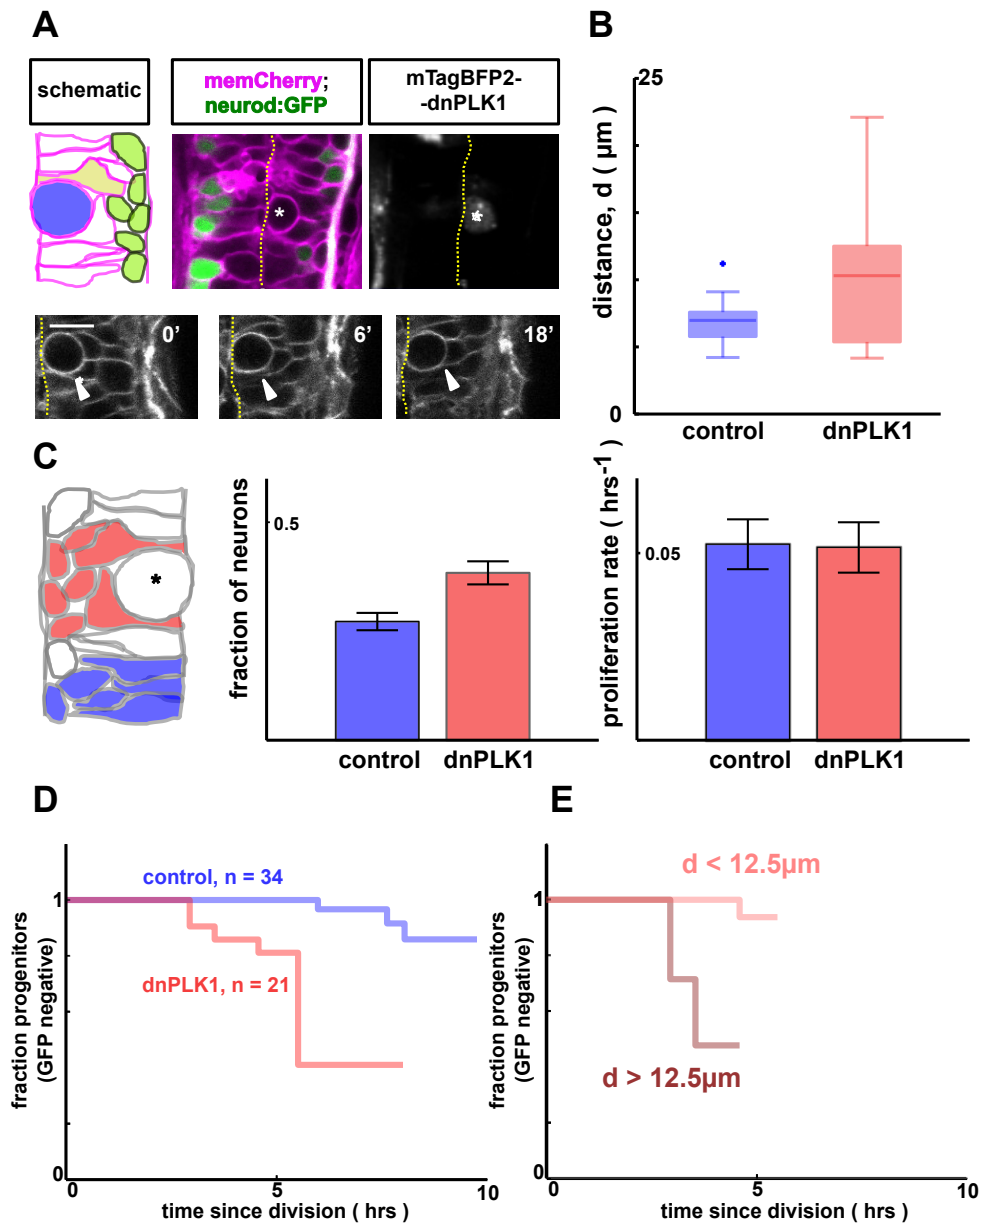 A
schematic
memCherry;
neurod:GFP
mTagBFP2-
-dnPLK1
*
*
0'
6'
18'
B
distance, d ( µm )
25
0
control
dnPLK1
C
*
fraction of neurons
0.5
control
dnPLK1
proliferation rate ( hrs-1 )
0.05
control
dnPLK1
D
fraction progenitors
(GFP negative)
1
control, n = 34
dnPLK1, n = 21
0
0
5
10
time since division ( hrs )
E
fraction progenitors
(GFP negative)
1
d < 12.5µm
d > 12.5µm
0
0
5
10
time since division ( hrs )